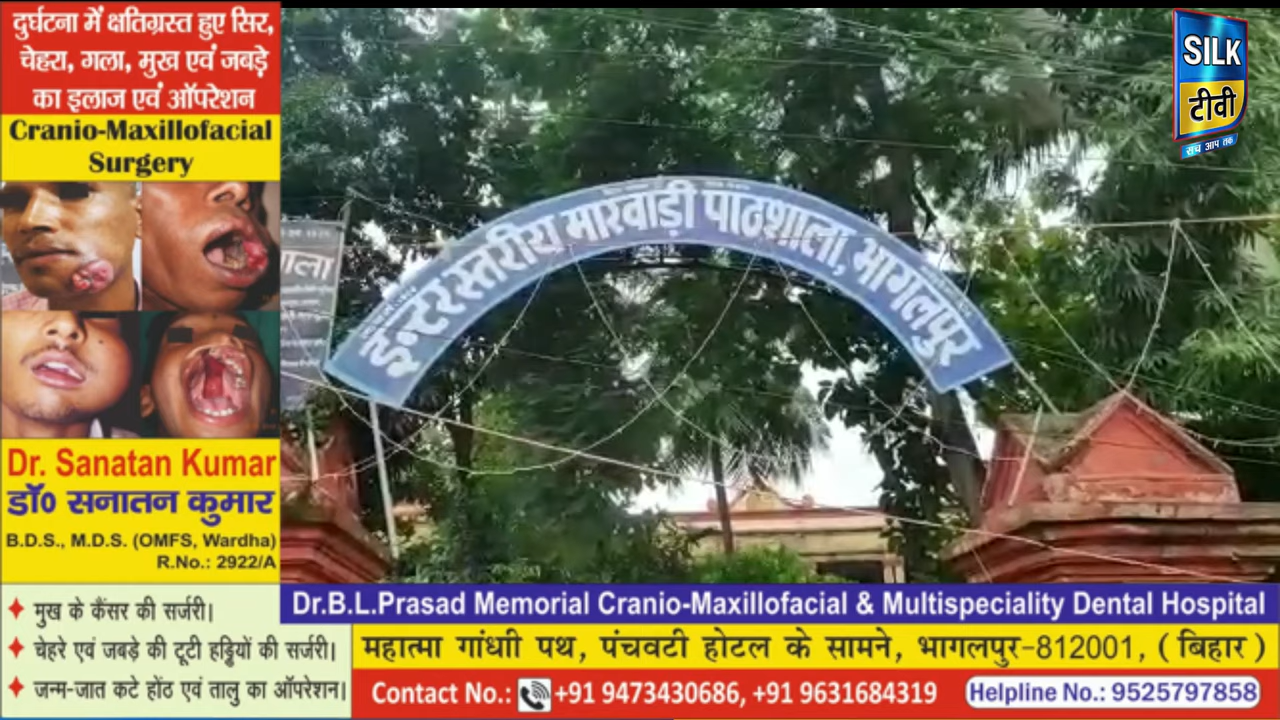 दुर्घटना में क्षतिग्रस्त हुए सिर,
चेहरा, गला, मुख एवं जबड़े
का इलाज एवं ऑपरेशन
Cranio-Maxillofacial
Surgery
Dr. Sanatan Kumar
डॉ० सनातन कुमार
B.D.S., M.D.S. (OMFS, Wardha)
R.No.: 2922/A
♦ मुख के कैंसर की सर्जरी।
♦ चेहरे एवं जबड़े की टूटी हड्डियों की सर्जरी।
♦ जन्म-जात कटे होंठ एवं तालु का ऑपरेशन।
SILK
टीवी
सच आप तक
इन्टर स्तरीय मारवाड़ी पाठशाला, भागलपुर
Dr.B.L.Prasad Memorial Cranio-Maxillofacial & Multispeciality Dental Hospital
महात्मा गांधाी पथ, पंचवटी होटल के सामने, भागलपुर-812001, ( बिहार )
Contact No.: +91 9473430686, +91 9631684319
Helpline No.: 9525797858